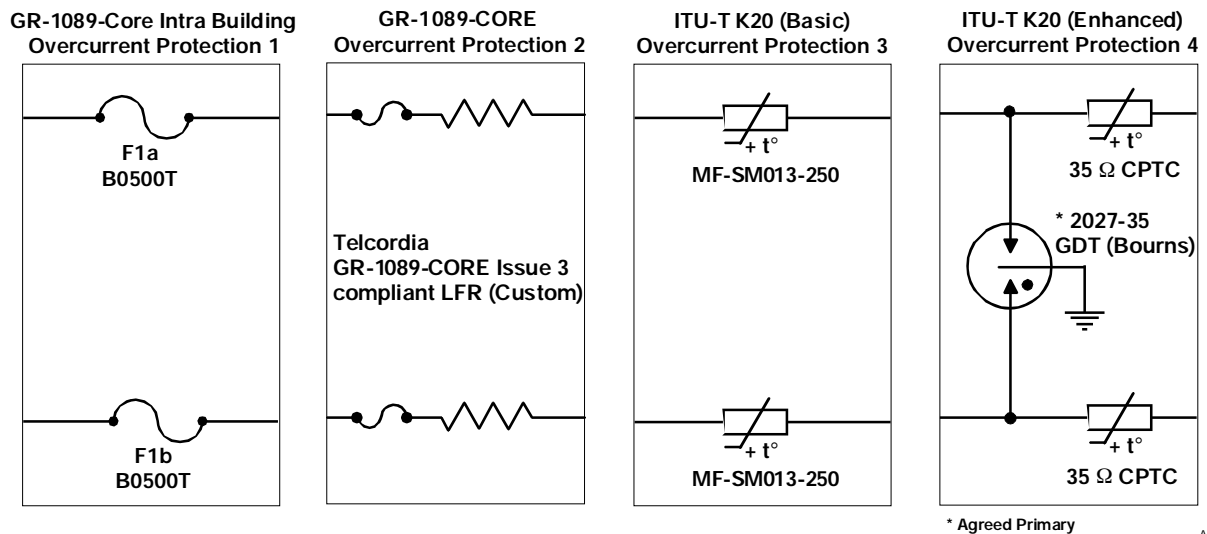 GR-1089-Core Intra Building
Overcurrent Protection 1
GR-1089-CORE
Overcurrent Protection 2
ITU-T K20 (Basic)
Overcurrent Protection 3
ITU-T K20 (Enhanced)
Overcurrent Protection 4
F1a
B0500T
F1b
B0500T
Telcordia
GR-1089-CORE Issue 3
compliant LFR (Custom)
+ t°
MF-SM013-250
+ t°
MF-SM013-250
+ t°
35 Ω CPTC
* 2027-35
GDT (Bourns)
+ t°
35 Ω CPTC
* Agreed Primary